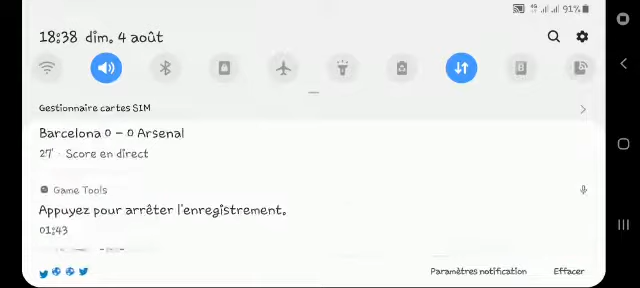 91%
18:38 dim. 4 août
Gestionnaire cartes SIM
Barcelona 0 - 0 Arsenal
27' · Score en direct
Game Tools
Appuyez pour arrêter l'enregistrement.
01:43
Paramètres notification Effacer